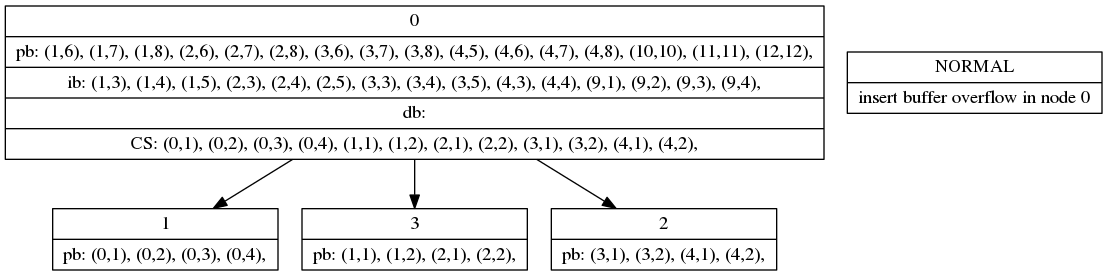 0
pb: (1,6), (1,7), (1,8), (2,6), (2,7), (2,8), (3,6), (3,7), (3,8), (4,5), (4,6), (4,7), (4,8), (10,10), (11,11), (12,12),
ib: (1,3), (1,4), (1,5), (2,3), (2,4), (2,5), (3,3), (3,4), (3,5), (4,3), (4,4), (9,1), (9,2), (9,3), (9,4),
db:
CS: (0,1), (0,2), (0,3), (0,4), (1,1), (1,2), (2,1), (2,2), (3,1), (3,2), (4,1), (4,2),
NORMAL
insert buffer overflow in node 0
1
pb: (0,1), (0,2), (0,3), (0,4),
3
pb: (1,1), (1,2), (2,1), (2,2),
2
pb: (3,1), (3,2), (4,1), (4,2),